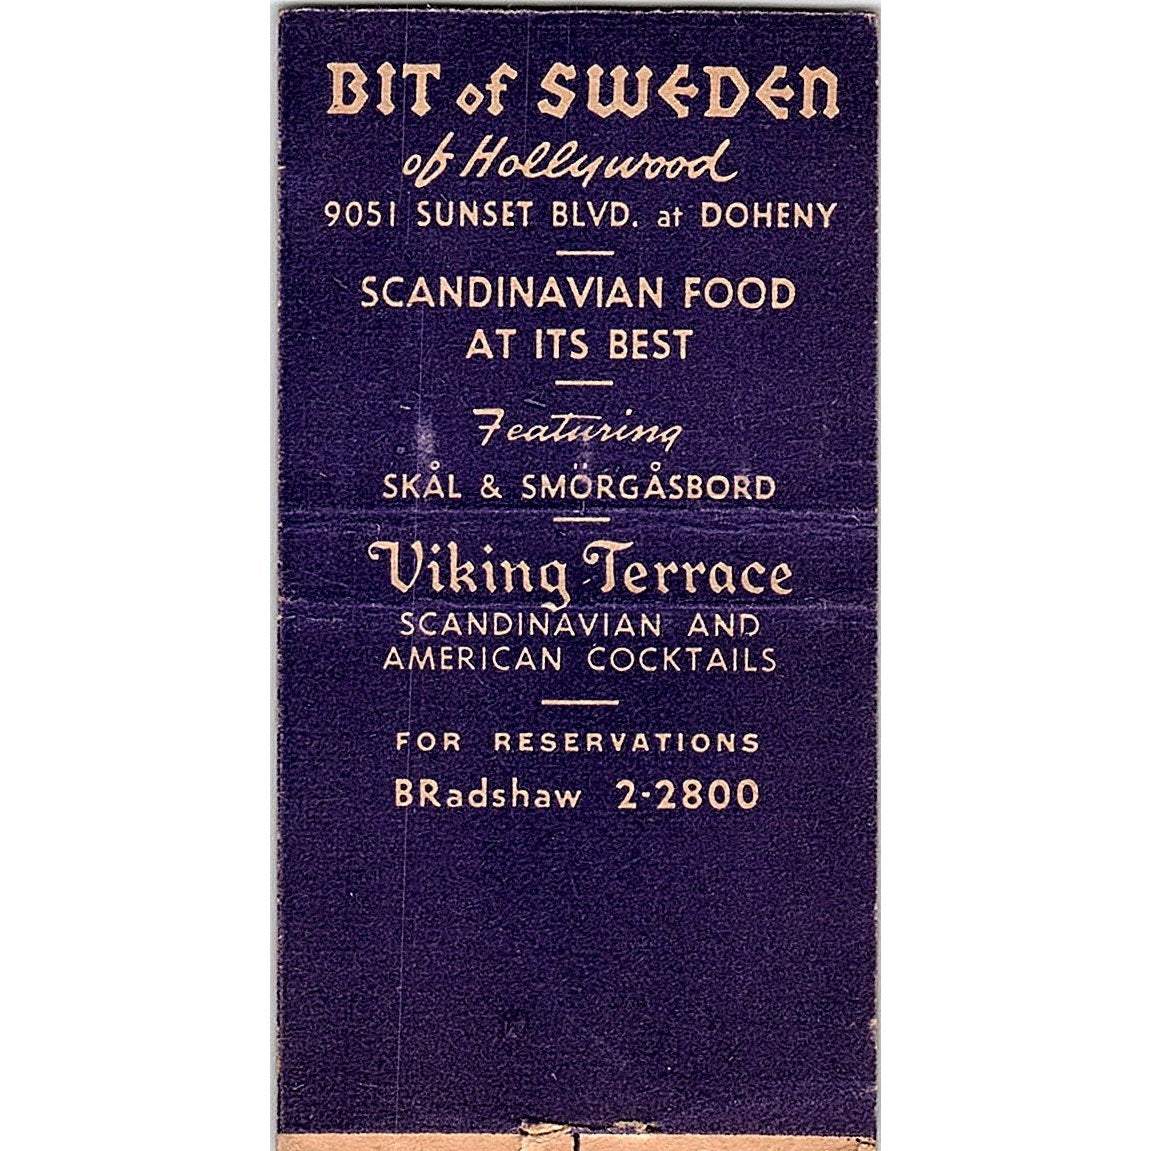 BIT of SWEDEN
of Hollywood
9051 SUNSET BLVD. at DOHENY
SCANDINAVIAN FOOD
AT ITS BEST
Featuring
SKÅL & SMÖRGÅSBORD
Viking Terrace
SCANDINAVIAN AND
AMERICAN COCKTAILS
FOR RESERVATIONS
BRadshaw 2-2800